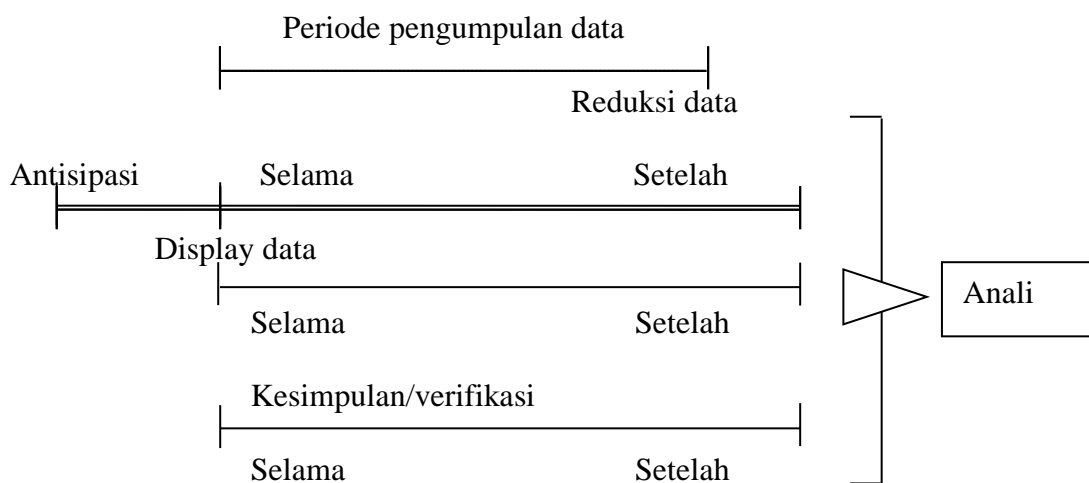 Periode pengumpulan data
Reduksi data
Antisipasi Selama Setelah
Display data
Anali
Selama Setelah
Kesimpulan/verifikasi
Selama Setelah